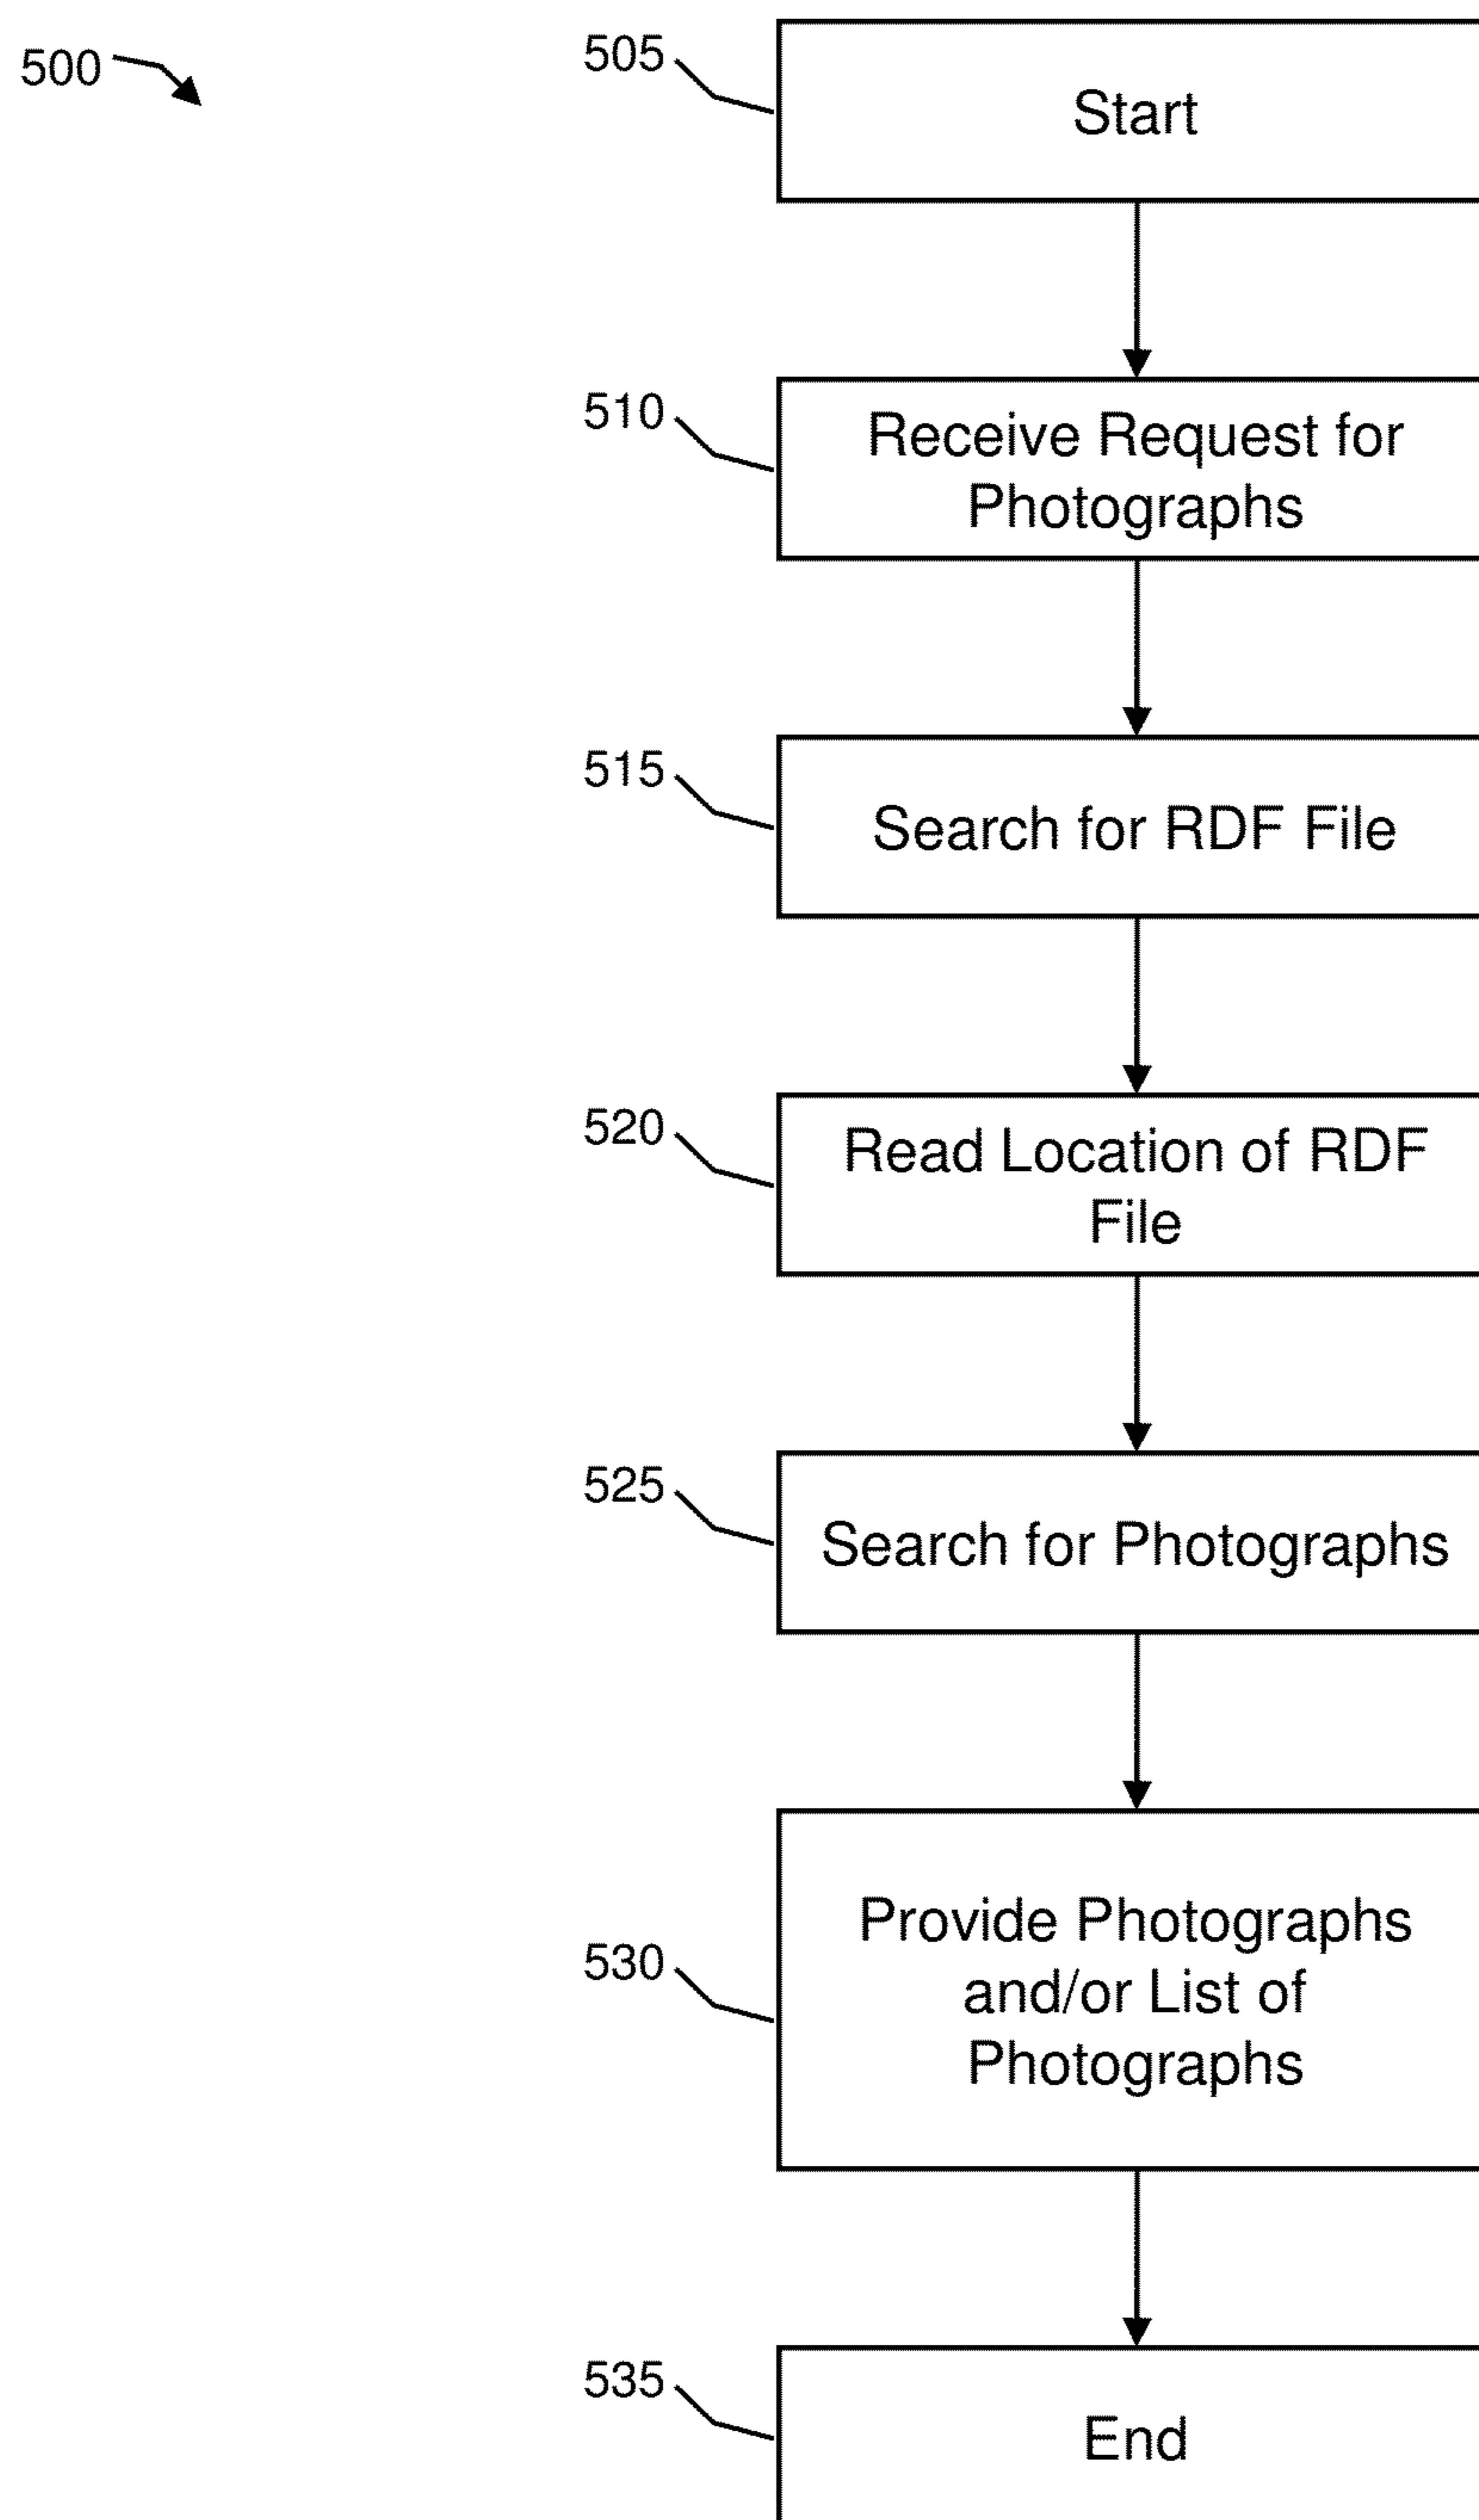 500
505
Start
510
Receive Request for
Photographs
515
Search for RDF File
520
Read Location of RDF
File
525
Search for Photographs
530
Provide Photographs
and/or List of
Photographs
535
End